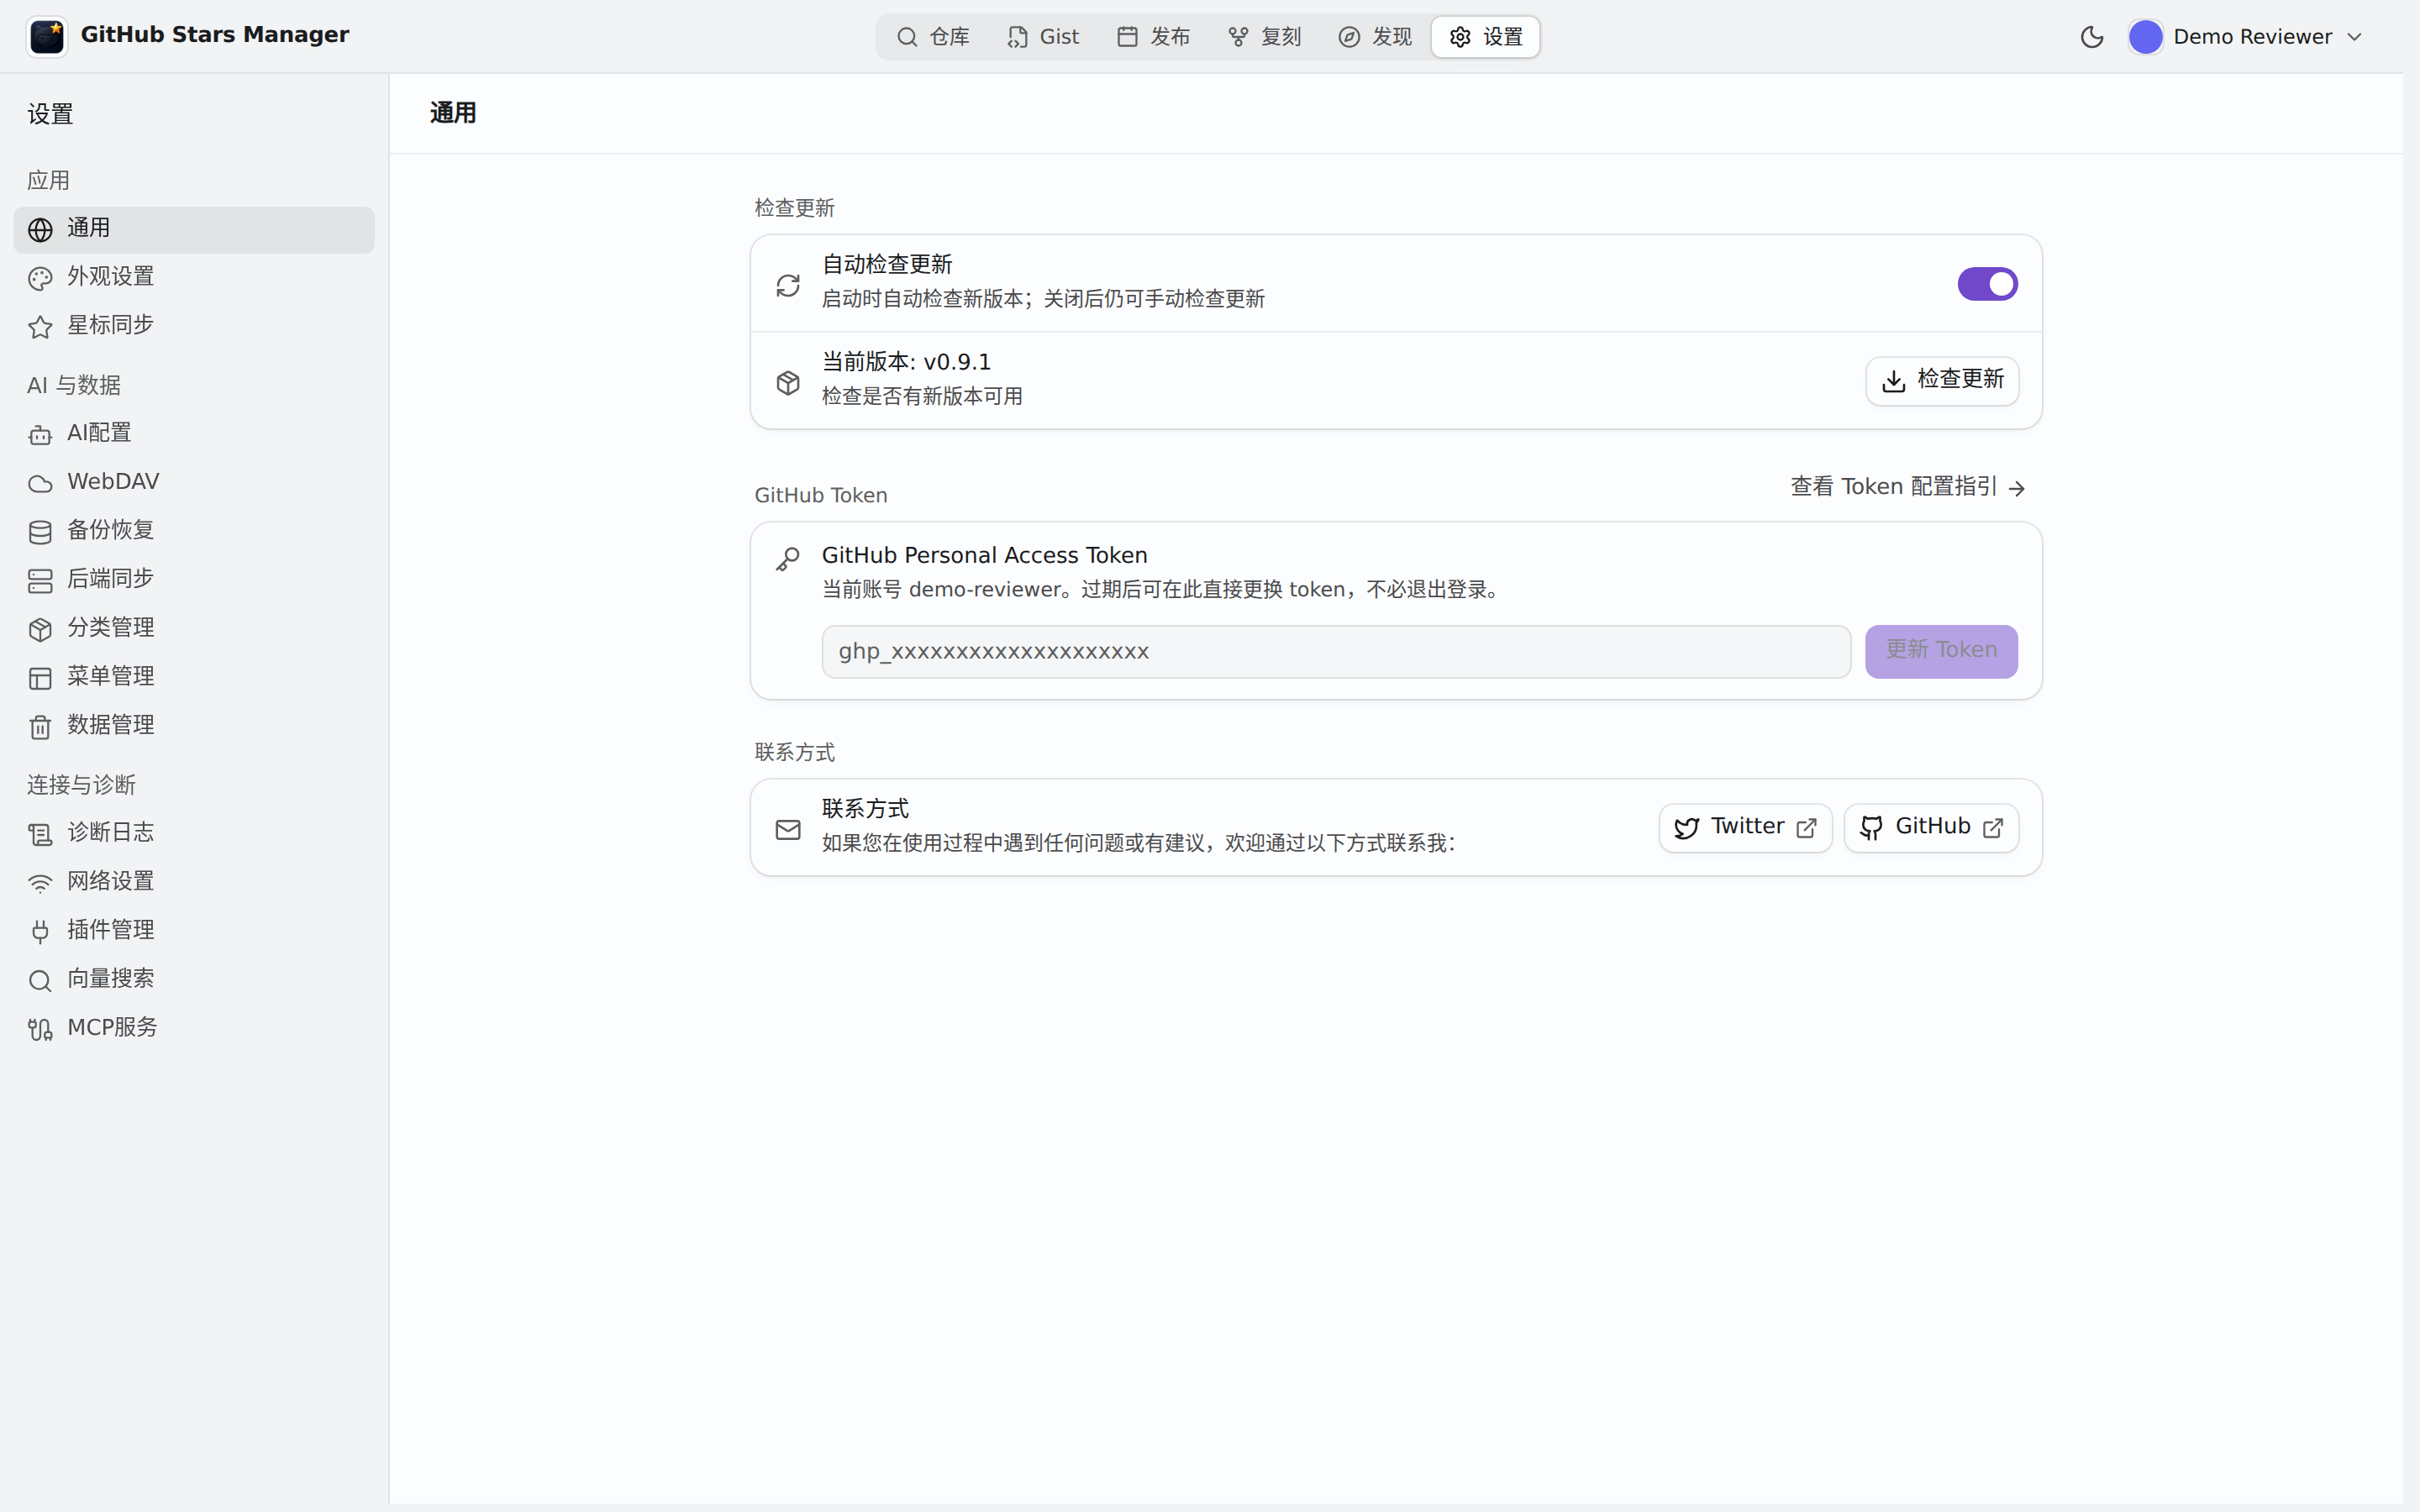 GitHub Stars Manager
仓库
Gist
发布
复刻
发现
设置
Demo Reviewer
设置
应用
通用
外观设置
星标同步
AI 与数据
AI配置
WebDAV
备份恢复
后端同步
分类管理
菜单管理
数据管理
连接与诊断
诊断日志
网络设置
插件管理
向量搜索
MCP服务
通用
检查更新
自动检查更新
启动时自动检查新版本；关闭后仍可手动检查更新
当前版本: v0.9.1
检查是否有新版本可用
检查更新
GitHub Token
查看 Token 配置指引
GitHub Personal Access Token
当前账号 demo-reviewer。过期后可在此直接更换 token，不必退出登录。
ghp_xxxxxxxxxxxxxxxxxxxx
更新 Token
联系方式
联系方式
如果您在使用过程中遇到任何问题或有建议，欢迎通过以下方式联系我：
Twitter
GitHub